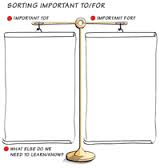 SORTING IMPORTANT TO/FOR
IMPORTANT TO?
IMPORTANT FOR?
WHAT ELSE DO WE
NEED TO LEARN/KNOW?